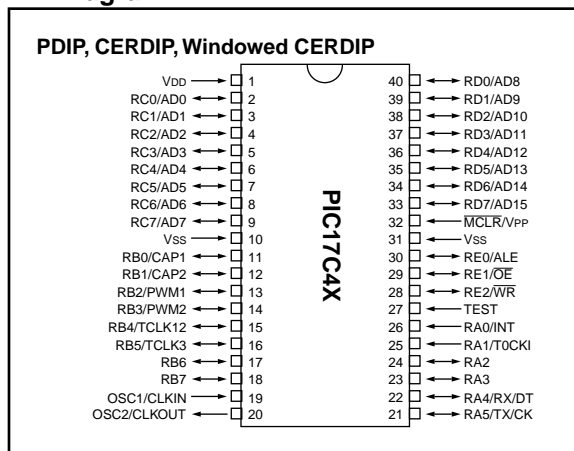 PDIP, CERDIP, Windowed CERDIP
VDD 1 40 RD0/AD8
RC0/AD0 2 39 RD1/AD9
RC1/AD1 3 38 RD2/AD10
RC2/AD2 4 37 RD3/AD11
RC3/AD3 5 36 RD4/AD12
RC4/AD4 6 35 RD5/AD13
RC5/AD5 7 34 RD6/AD14
RC6/AD6 8 33 RD7/AD15
RC7/AD7 9 32 MCLR/VPP
VSS 10 31 VSS
RB0/CAP1 11 30 RE0/ALE
RB1/CAP2 12 29 RE1/OE
RB2/PWM1 13 28 RE2/WR
RB3/PWM2 14 27 TEST
RB4/TCLK12 15 26 RA0/INT
RB5/TCLK3 16 25 RA1/T0CKI
RB6 17 24 RA2
RB7 18 23 RA3
OSC1/CLKIN 19 22 RA4/RX/DT
OSC2/CLKOUT 20 21 RA5/TX/CK
PIC17C4X